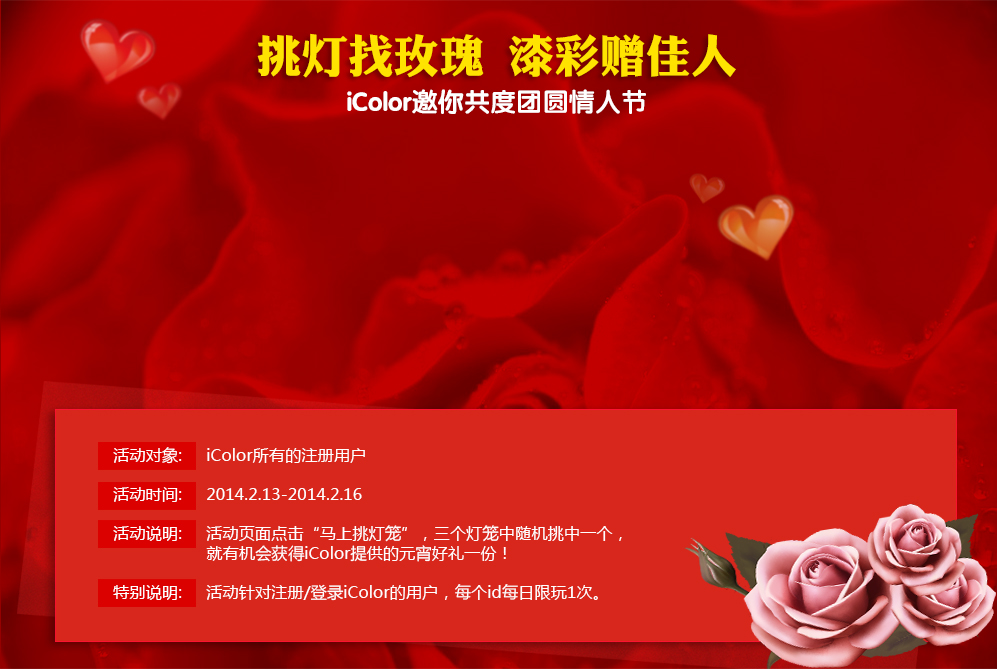 挑灯找玫瑰 漆彩赠佳人
iColor邀你共度团圆情人节
活动对象: iColor所有的注册用户
活动时间: 2014.2.13-2014.2.16
活动说明: 活动页面点击“马上挑灯笼”，三个灯笼中随机挑中一个，
就有机会获得iColor提供的元宵好礼一份！
特别说明: 活动针对注册/登录iColor的用户，每个id每日限玩1次。